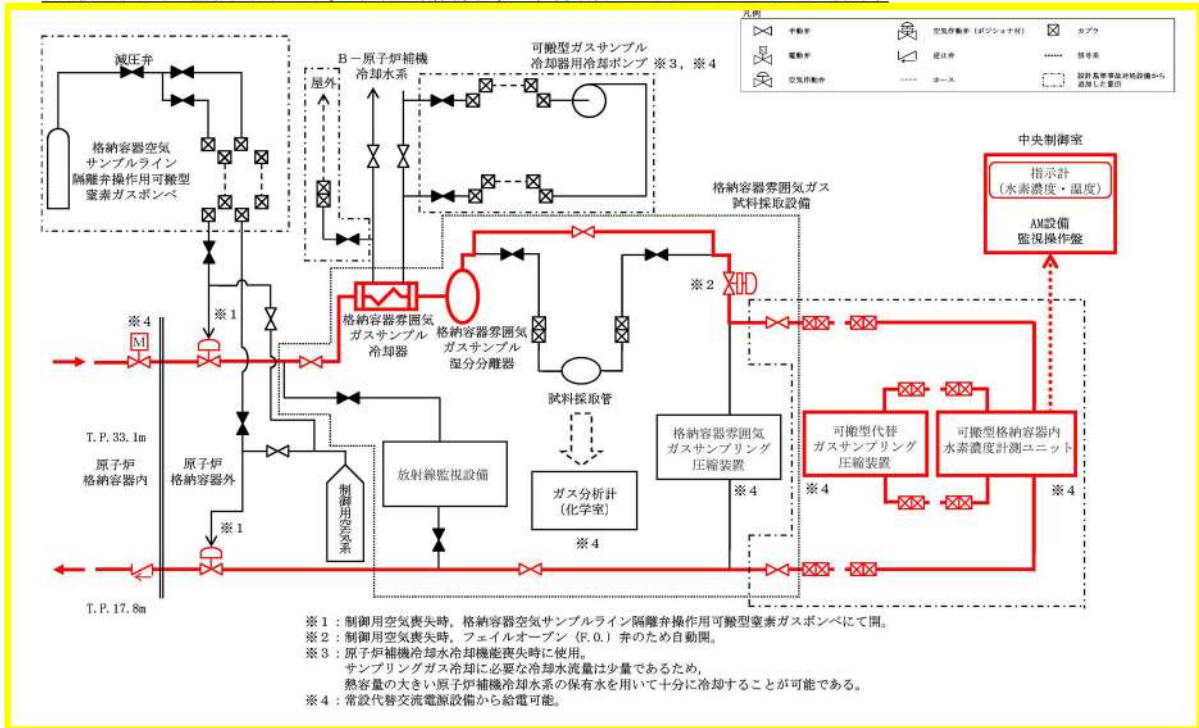 凡例
手動弁
空気作動弁(ポジショナ付)
カプラ
電動弁
逆止弁
信号系
空気作動弁
ホース
設計基準事故対処設備から
追加した箇所
減圧弁
格納容器空気
サンプルライン
隔離弁操作用可搬型
窒素ガスボンベ
屋外
B-原子炉補機
冷却水系
可搬型ガスサンプル
冷却器用冷却ポンプ ※3,※4
格納容器雰囲気ガス
試料採取設備
中央制御室
指示計
(水素濃度・温度)
AM設備
監視操作盤
※4
M
※1
※2
格納容器雰囲気
ガスサンプル
冷却器
格納容器雰囲気
ガスサンプル
湿分分離器
試料採取管
T.P.33.1m
原子炉
格納容器内
原子炉
格納容器外
放射線監視設備
ガス分析計
(化学室)
※4
格納容器雰囲気
ガスサンプリング
圧縮装置
※4
可搬型代替
ガスサンプリング
圧縮装置
※4
可搬型格納容器内
水素濃度計測ユニット
※4
制御用空気系
※1
T.P.17.8m
※1:制御用空気喪失時,格納容器空気サンプルライン隔離弁操作用可搬型窒素ガスボンベにて開。
※2:制御用空気喪失時,フェイルオープン(F.O.)弁のため自動開。
※3:原子炉補機冷却水冷却機能喪失時に使用。
サンプリングガス冷却に必要な冷却水流量は少量であるため,
熱容量の大きい原子炉補機冷却水系の保有水を用いて十分に冷却することが可能である。
※4:常設代替交流電源設備から給電可能。